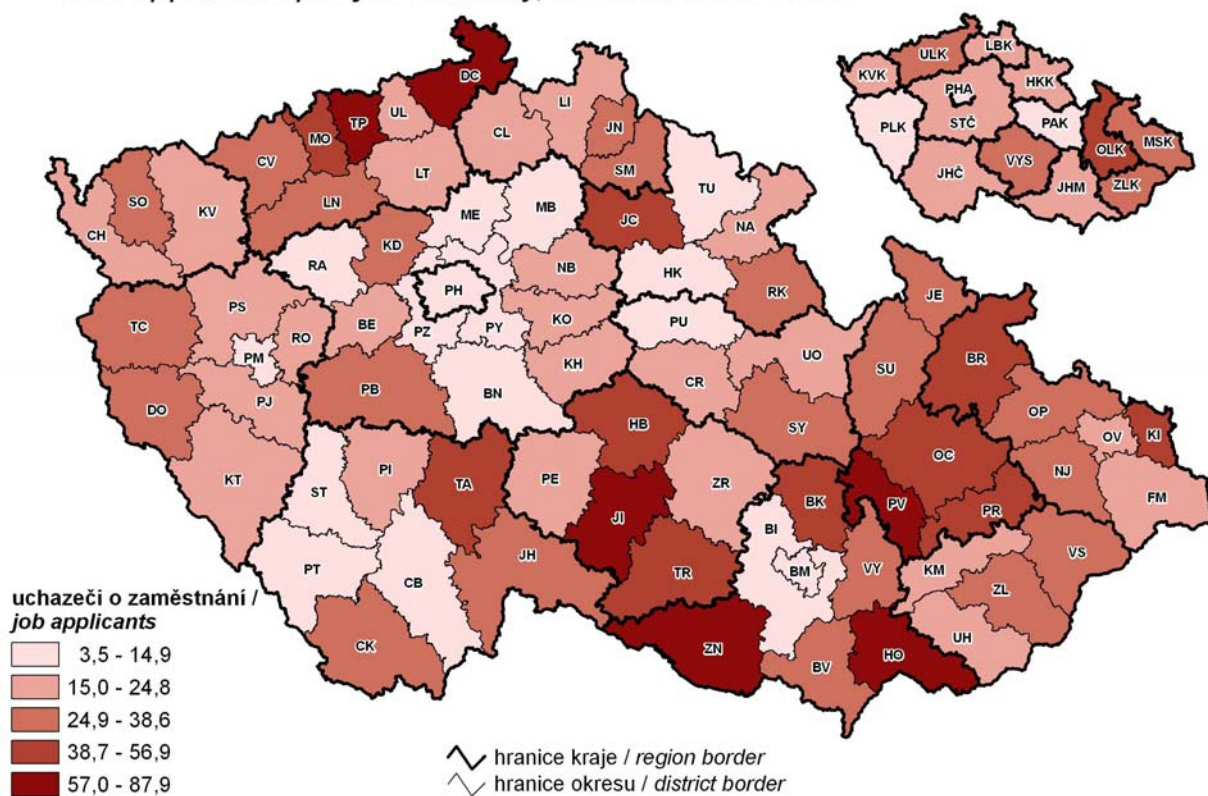 DC
LI
UL
TP
MO
CL
JN
CV
LT
SM
TU
SO
LN
ME
MB
KV
JC
NA
CH
KD
RA
NB
HK
RK
PH
JE
PS
TC
RO
BE
PZ
PY
KO
PU
PM
UO
BR
PB
KH
CR
SU
DO
PJ
BN
OP
HB
SY
OV
KI
OC
KT
ST
PI
TA
PE
ZR
NJ
FM
JI
BK
PV
PR
BI
PT
CB
JH
TR
BM
VY
KM
VS
ZL
CK
ZN
UH
BV
HO
ULK
LBK
KVK
HKK
PHA
STČ
PLK
PAK
OLK
MSK
VYS
JHČ
JHM
ZLK
uchazeči o zaměstnání /
job applicants
3,5 - 14,9
15,0 - 24,8
24,9 - 38,6
38,7 - 56,9
57,0 - 87,9
hranice kraje / region border
hranice okresu / district border